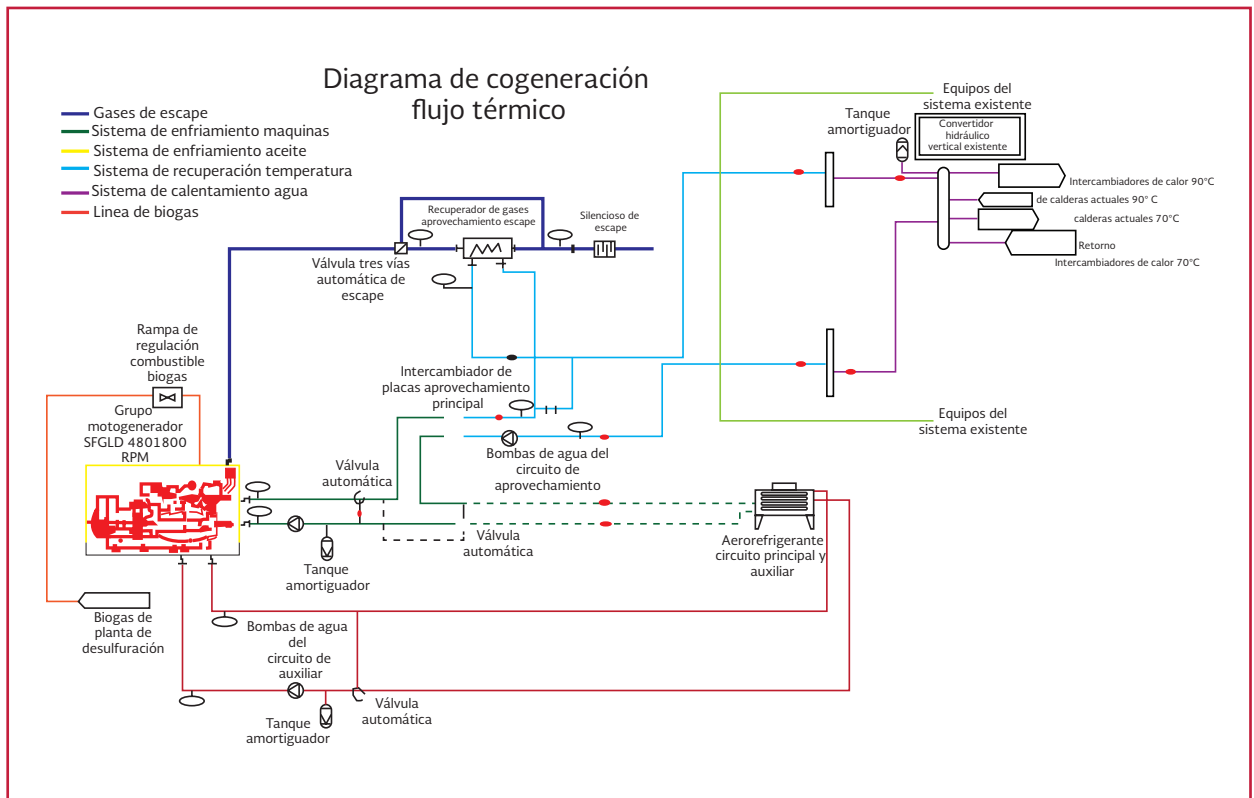 Diagrama de cogeneración
flujo térmico
Gases de escape
Sistema de enfriamiento maquinas
Sistema de enfriamiento aceite
Sistema de recuperación temperatura
Sistema de calentamiento agua
Linea de biogas
Equipos del
sistema existente
Tanque
amortiguador
Convertidor
hidráulico
vertical existente
Intercambiadores de calor 90°C
de calderas actuales 90° C
calderas actuales 70°C
Retorno
Intercambiadores de calor 70°C
Recuperador de gases
aprovechamiento escape
Silencioso de
escape
Válvula tres vías
automática de
escape
Rampa de
regulación
combustible
biogas
Grupo
motogenerador
SFGLD 4801800
RPM
Intercambiador de
placas aprovechamiento
principal
Equipos del
sistema existente
Bombas de agua del
circuito de
aprovechamiento
Válvula
automática
Válvula
automática
Aerorefrigerante
circuito principal y
auxiliar
Tanque
amortiguador
Biogas de
planta de
desulfuración
Bombas de agua
del
circuito de
auxiliar
Válvula
automática
Tanque
amortiguador